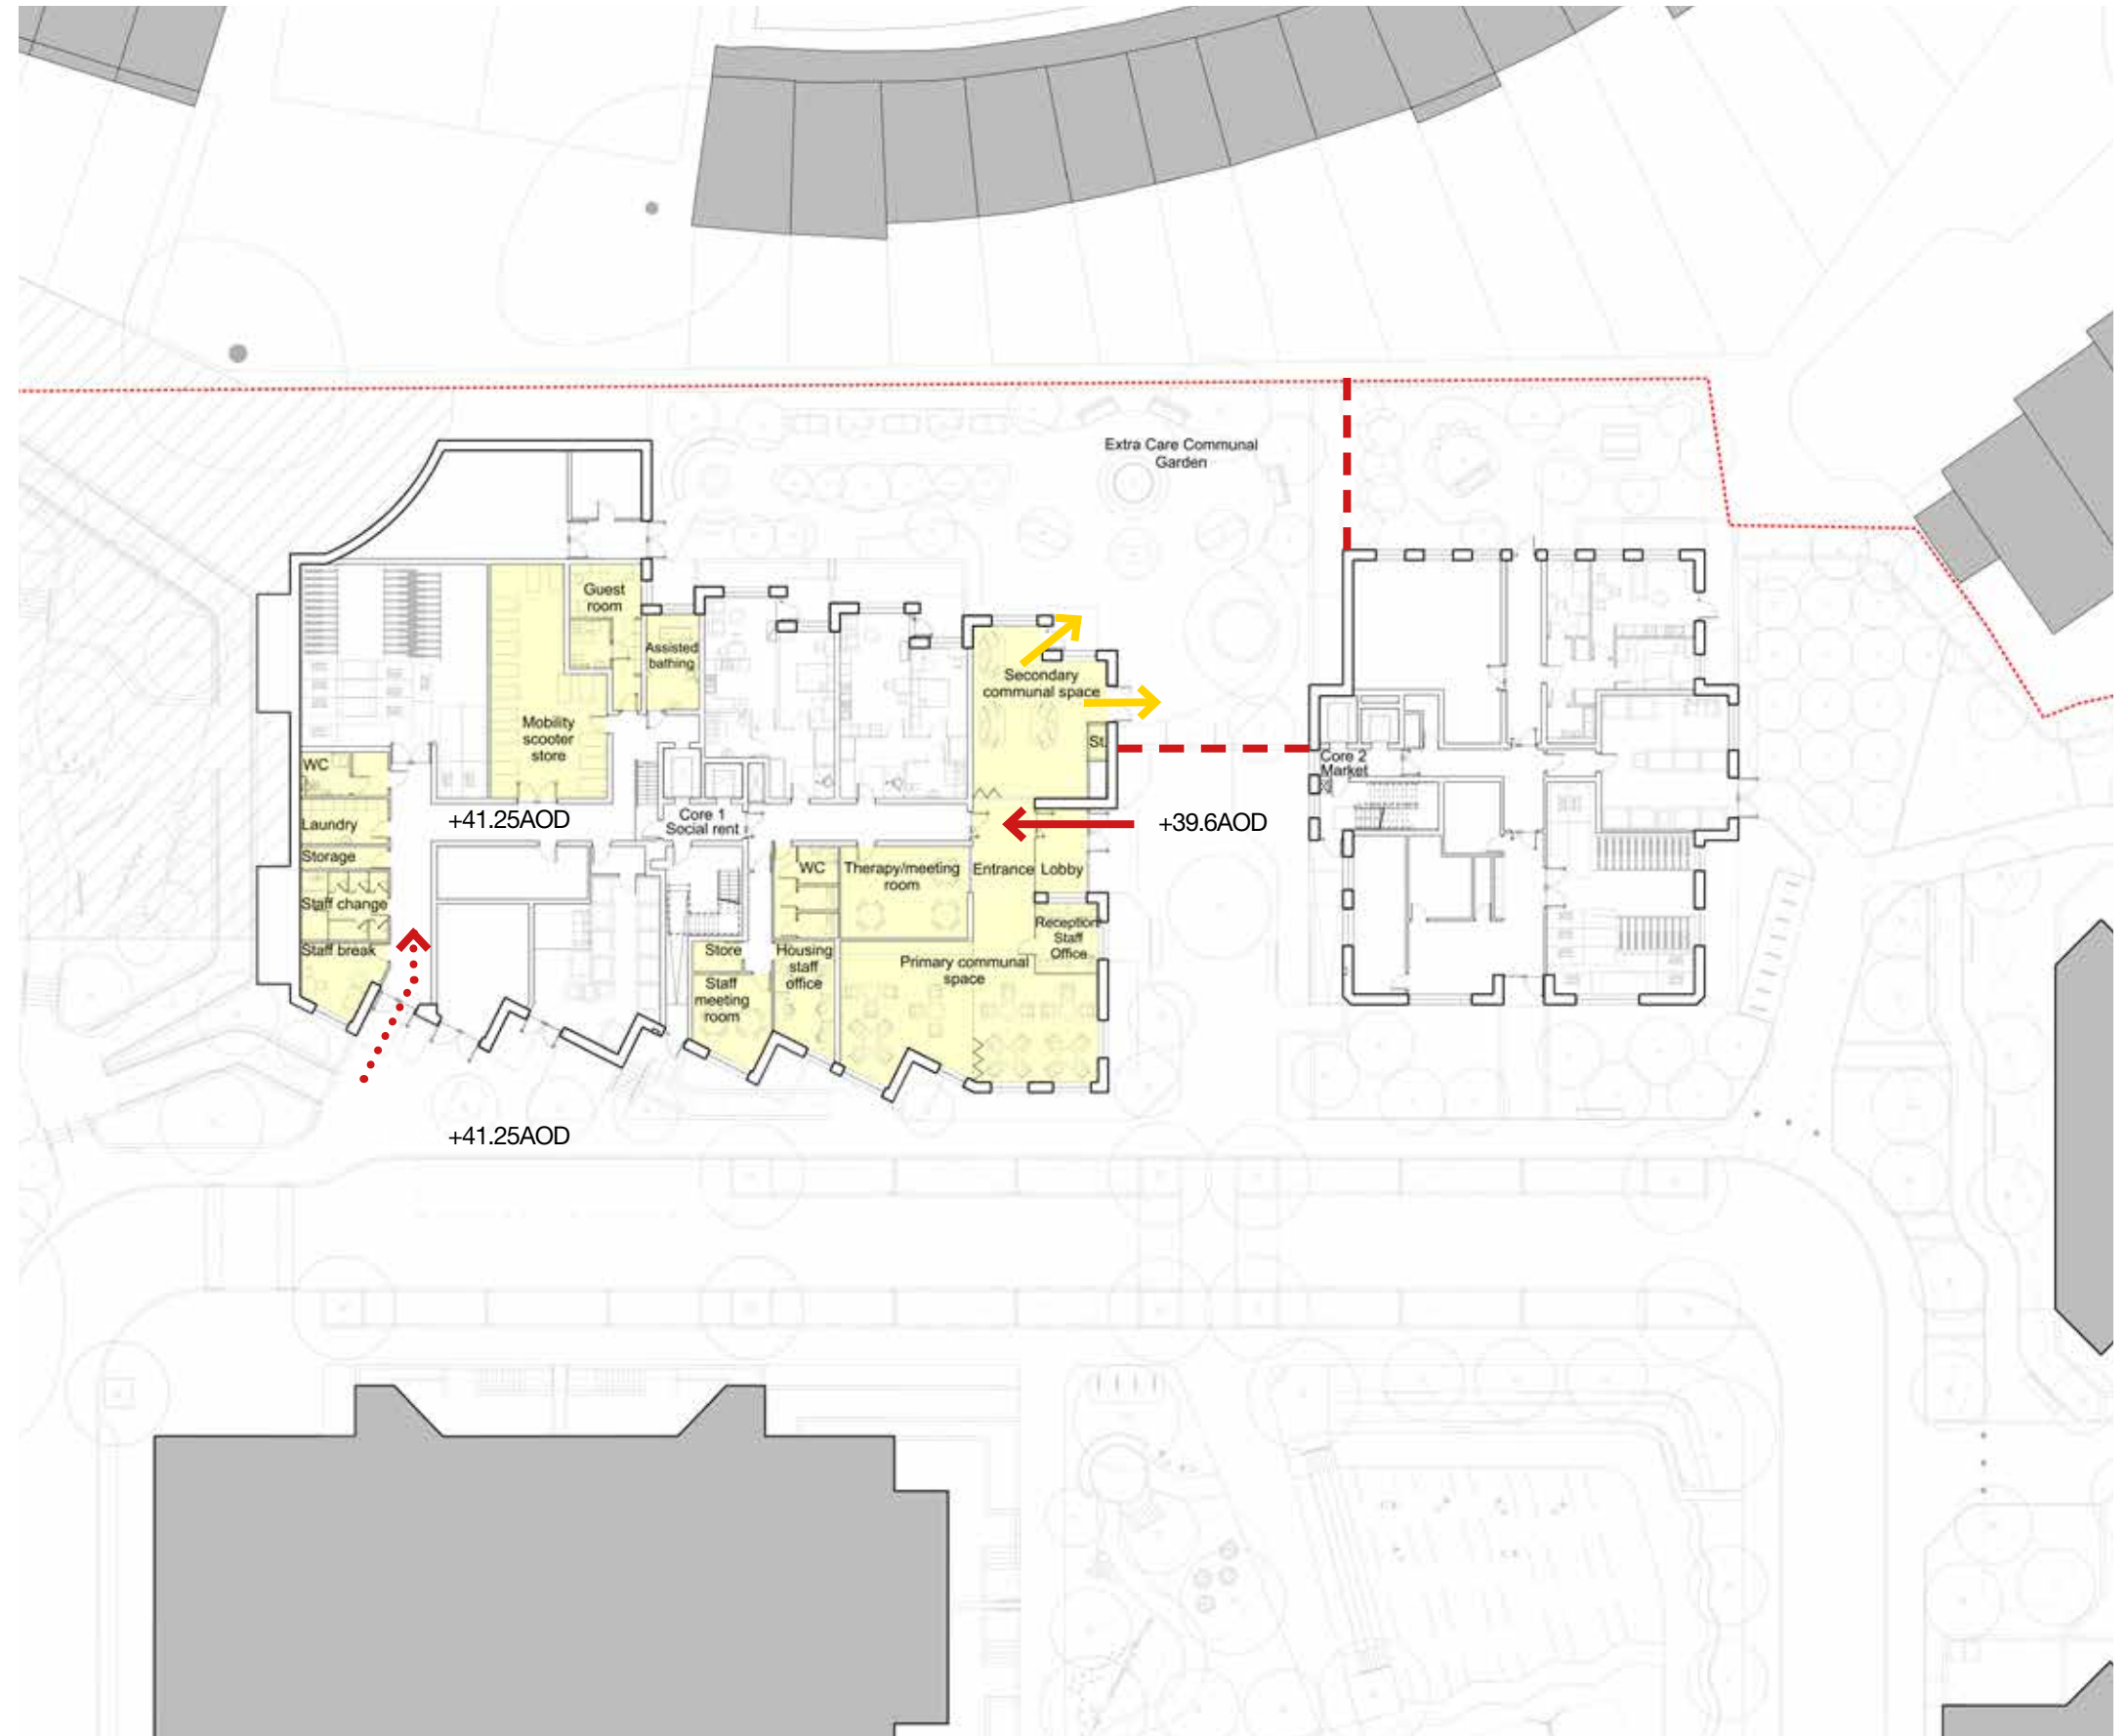 Extra Care Communal
Garden
Guest
room
Assisted
bathing
Secondary
communal space
Mobility
scooter
store
St.
WC
Core 2
Market
Laundry
+41.25AOD
Core 1
Social rent
+39.6AOD
Storage
WC
Therapy/meeting
room
Entrance
Lobby
Staff change
Staff break
Reception
Staff
Office
Store
Housing
staff
office
Primary communal
space
Staff
meeting
room
+41.25AOD